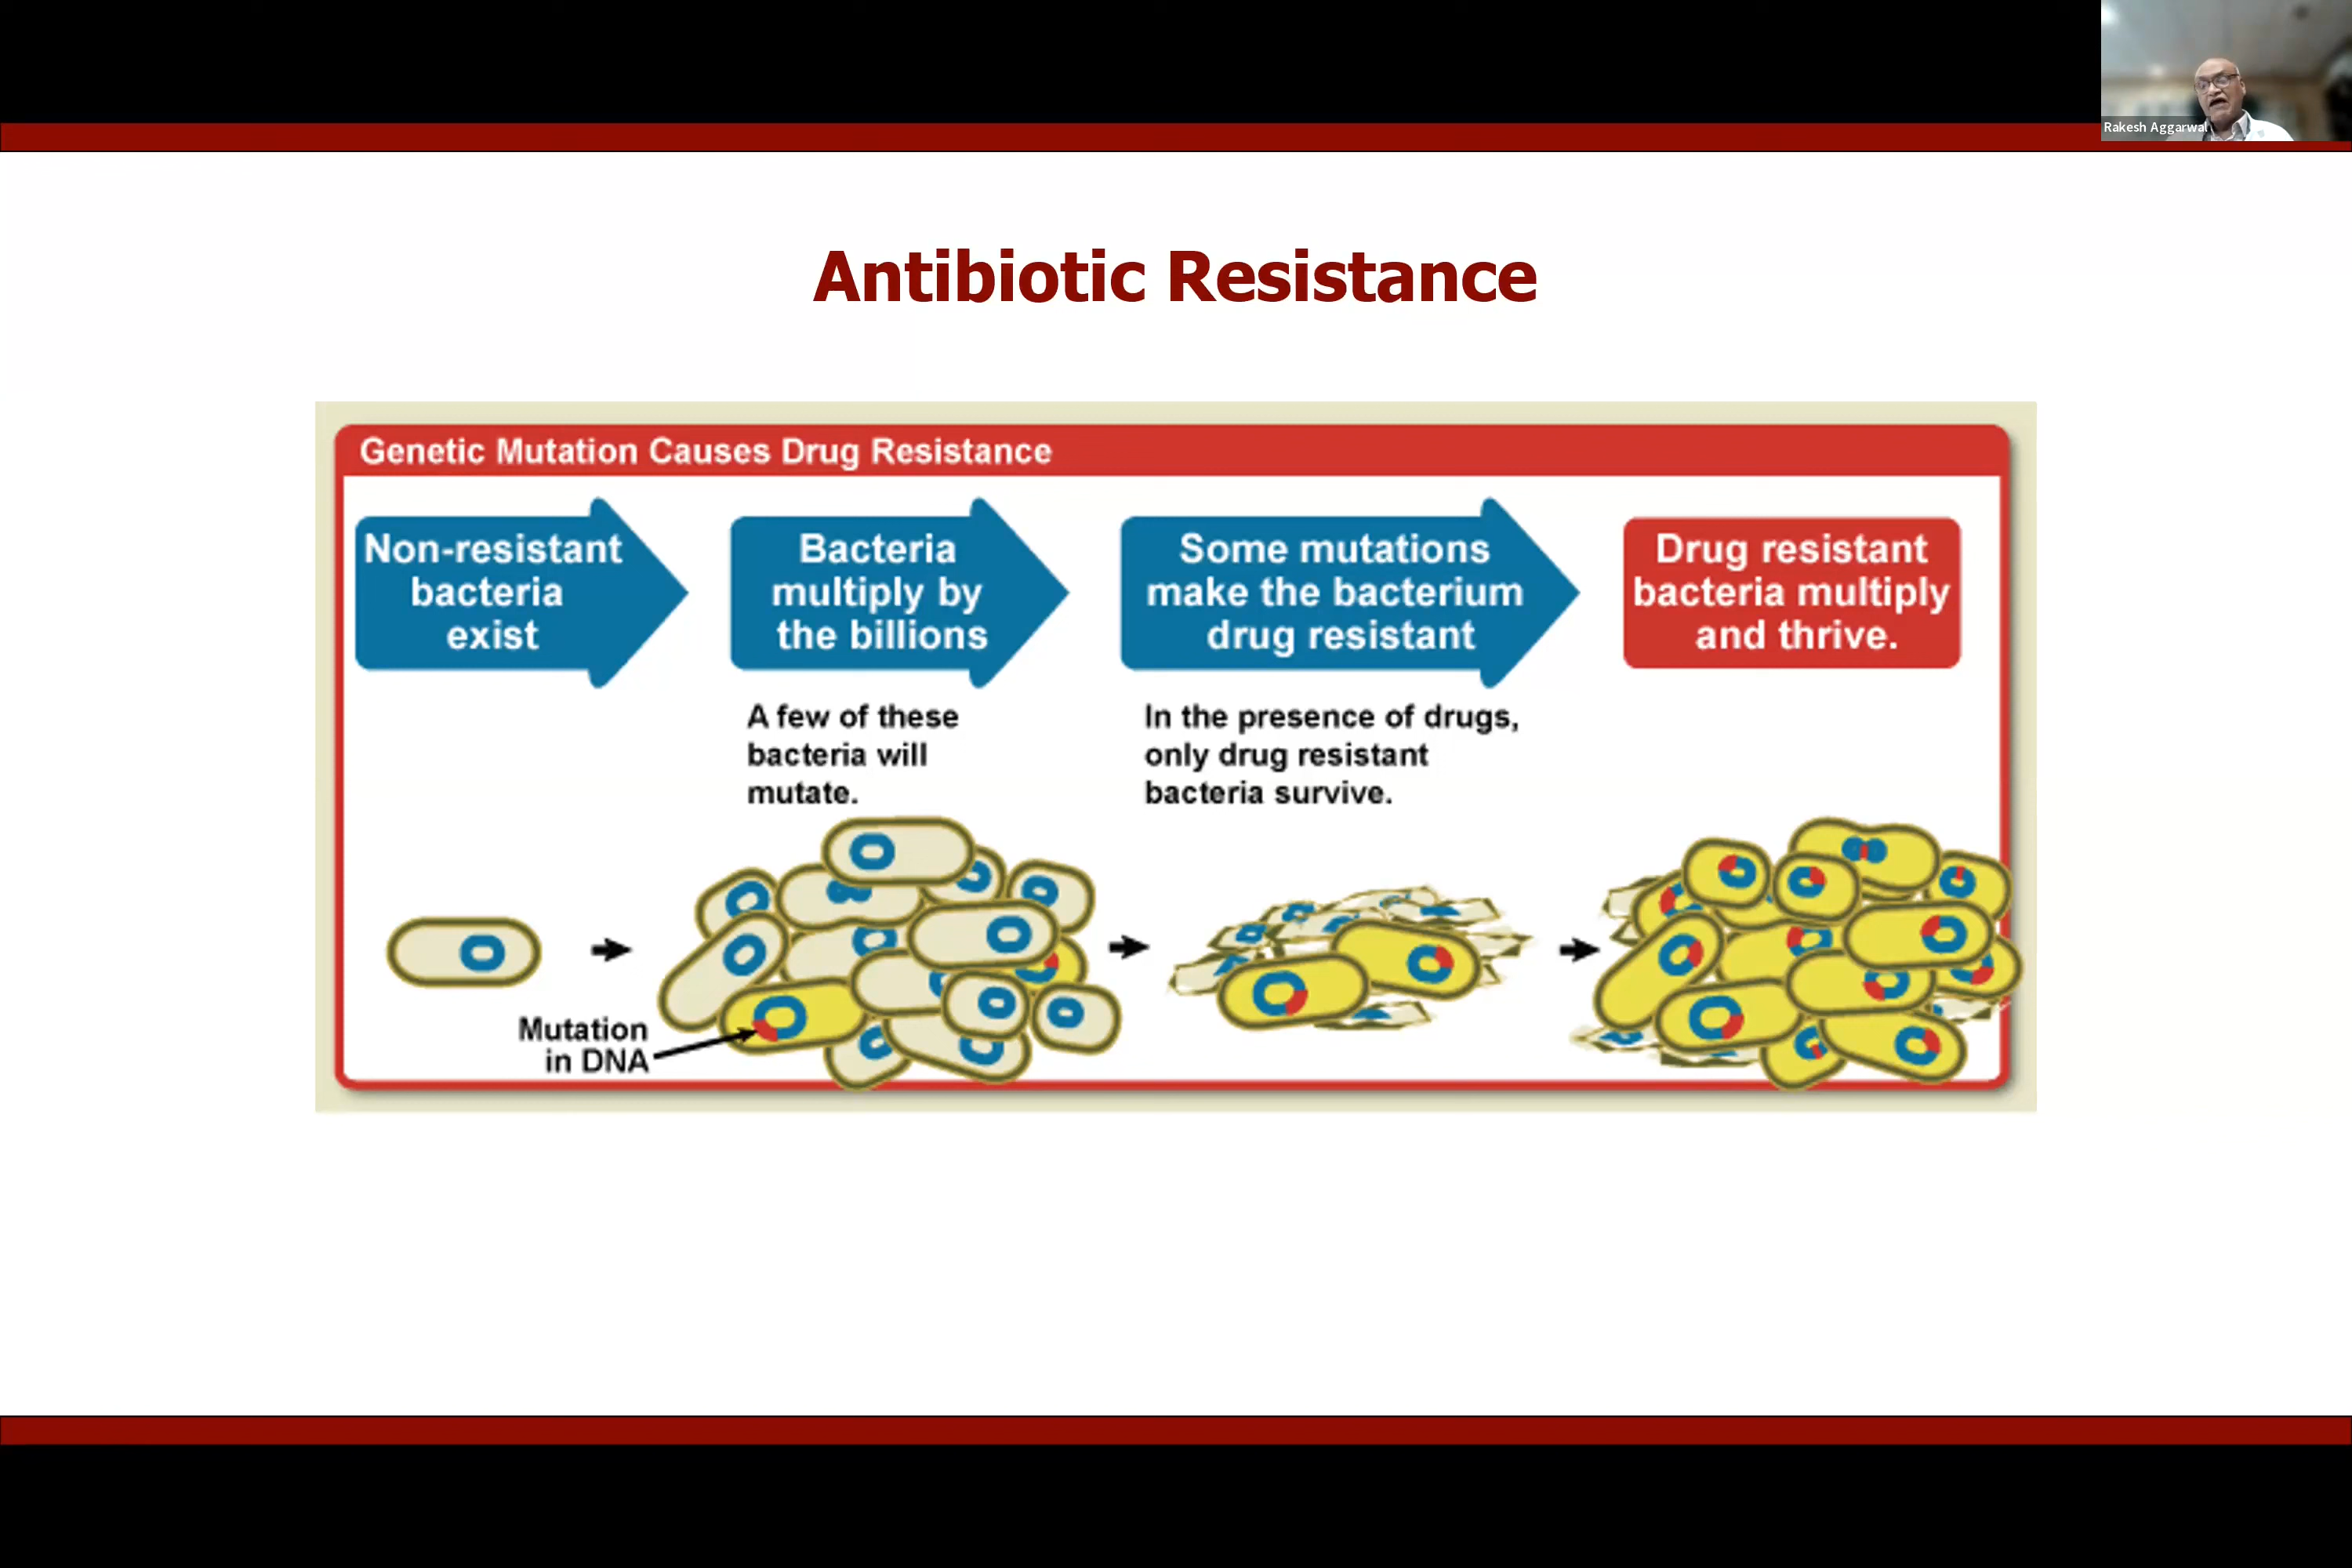 Rakesh Aggarwal
Antibiotic Resistance
Genetic Mutation Causes Drug Resistance
Non-resistant
bacteria
exist
Bacteria
multiply by
the billions
Some mutations
make the bacterium
drug resistant
Drug resistant
bacteria multiply
and thrive.
A few of these
bacteria will
mutate.
In the presence of drugs,
only drug resistant
bacteria survive.
Mutation
in DNA